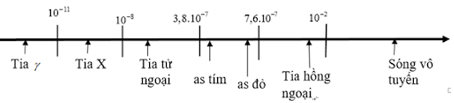 10⁻¹¹ 10⁻⁸ 3,8.10⁻⁷ 7,6.10⁻⁷ 10⁻²
Tia γ Tia X Tia tử ngoại as tím as đỏ Tia hồng ngoại Sóng vô tuyến